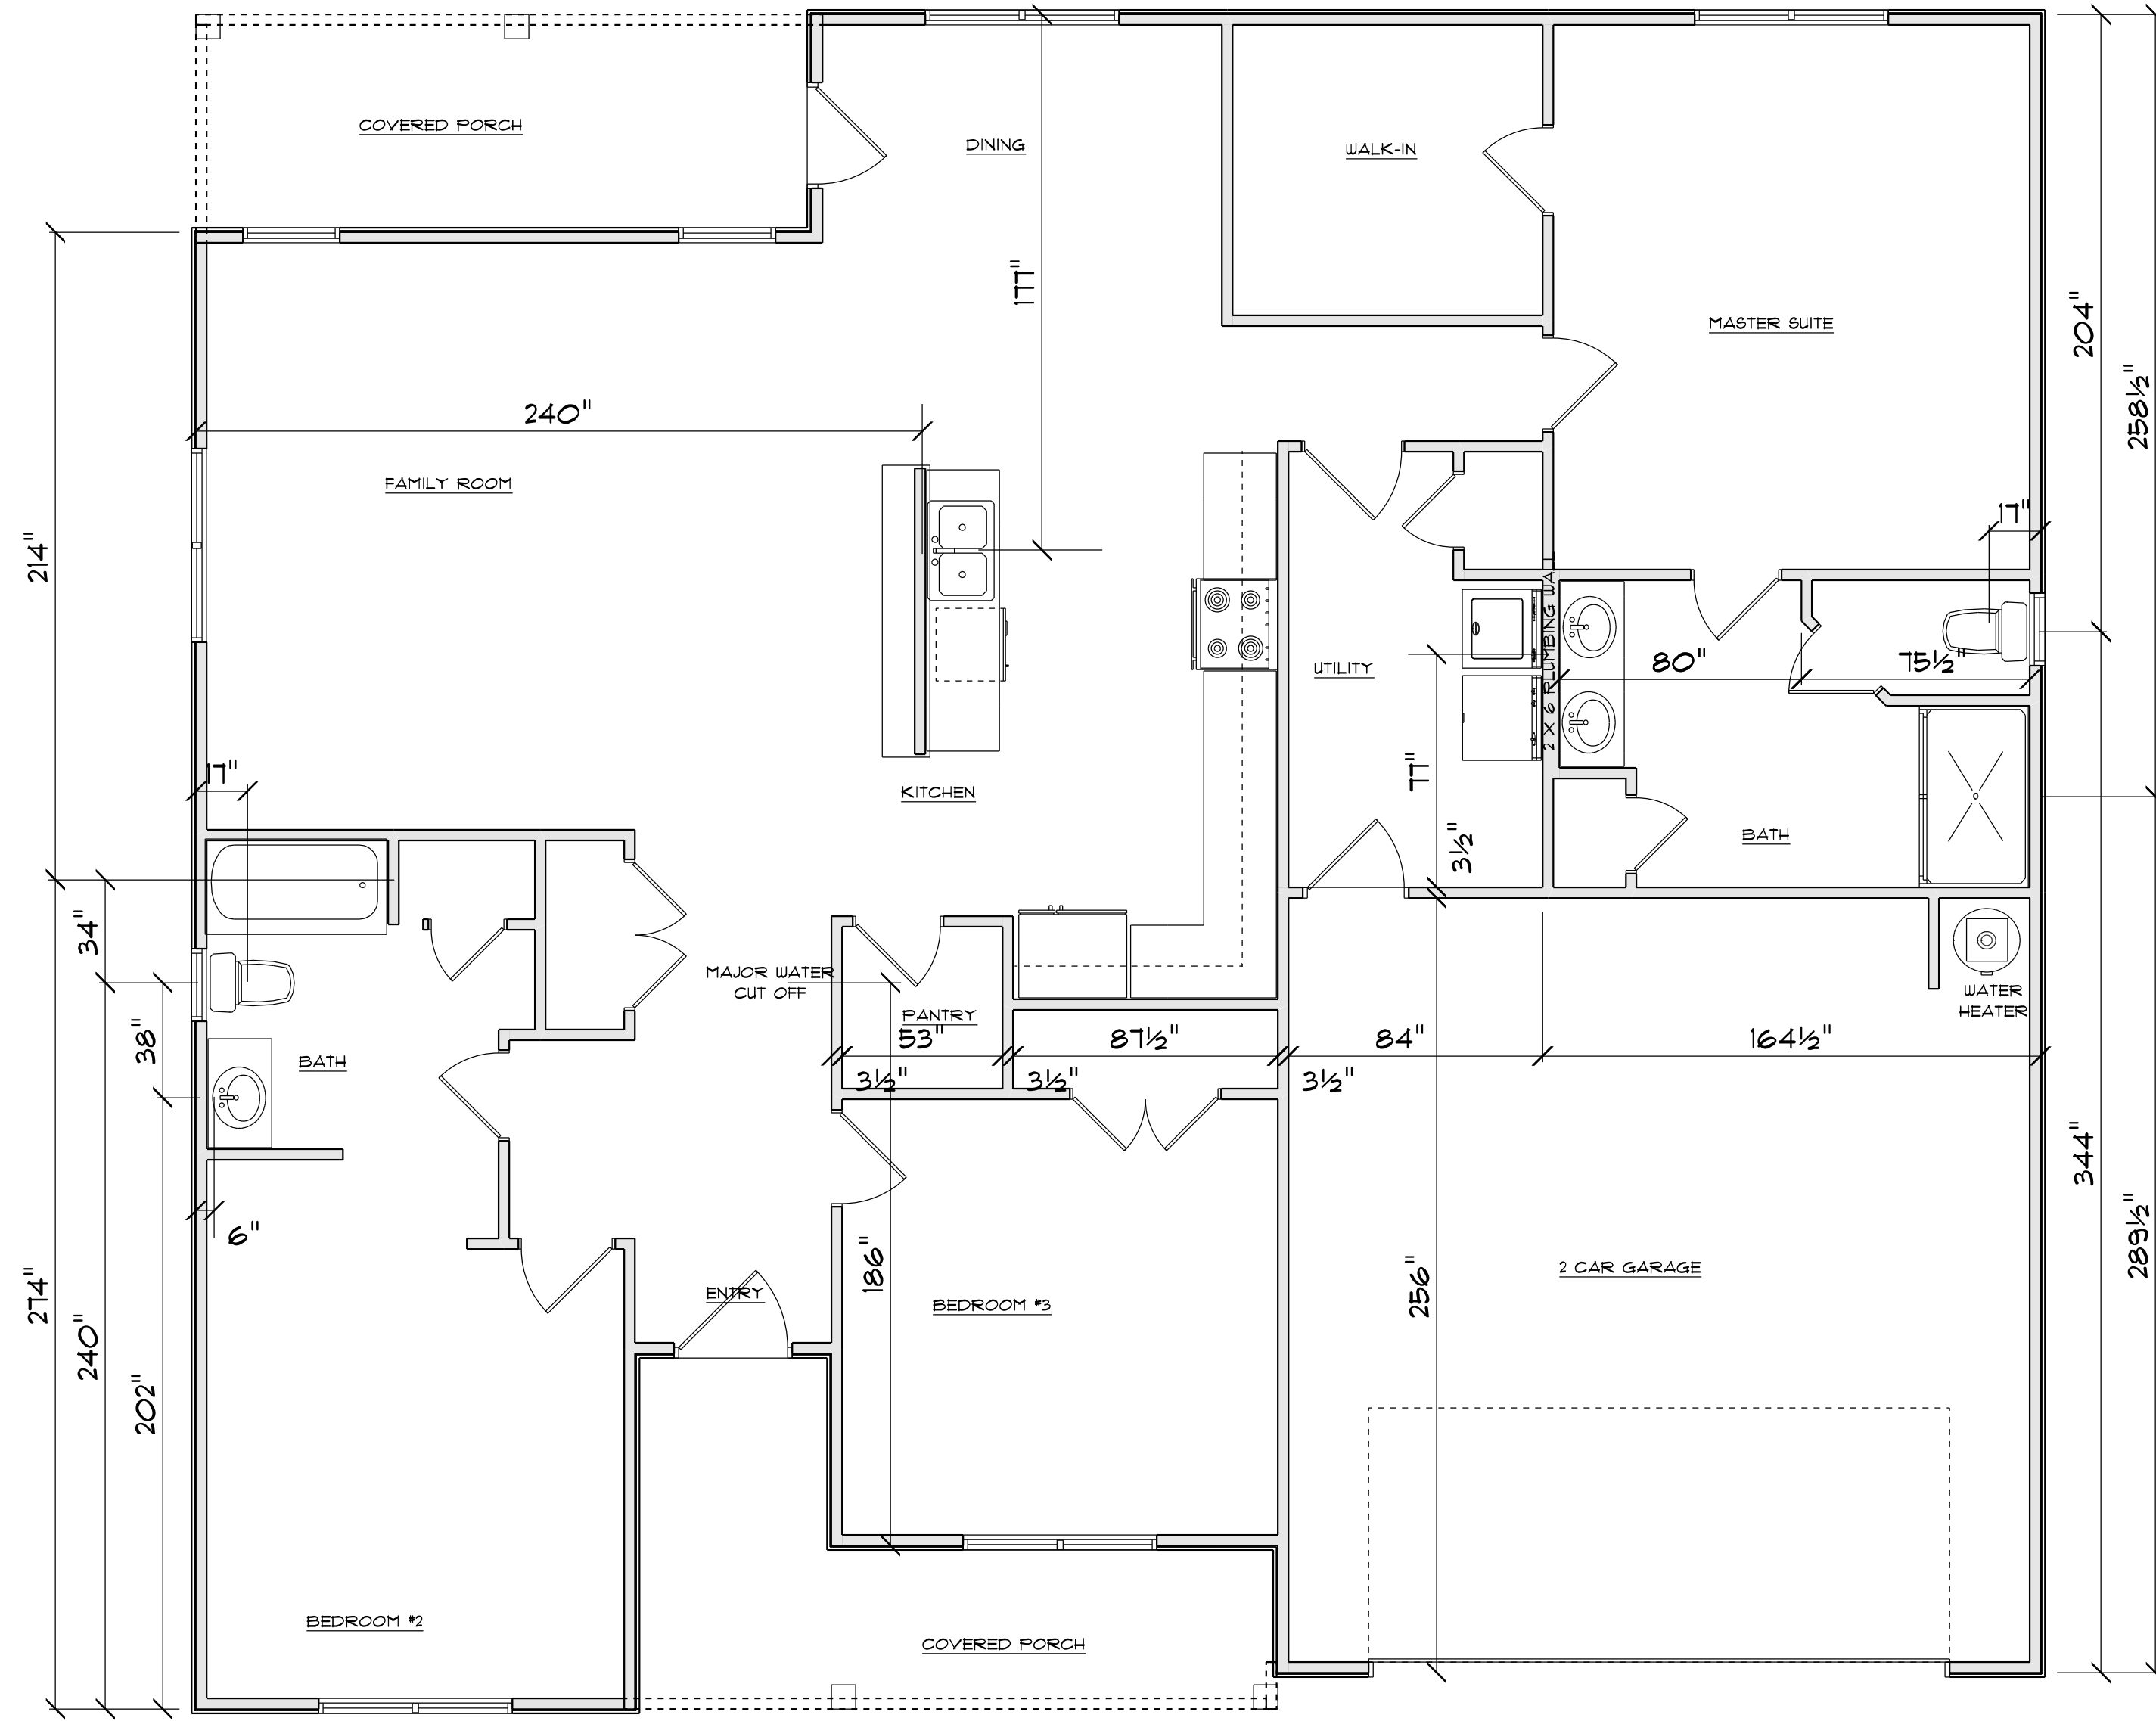 COVERED PORCH
DINING
WALK-IN
177"
MASTER SUITE
204"
258½"
240"
FAMILY ROOM
214"
17"
2 X 6 PLUMBING WALL
UTILITY
80"
75½"
77"
17"
KITCHEN
3½"
BATH
34"
MAJOR WATER
CUT OFF
PANTRY
WATER
HEATER
38"
BATH
53"
87½"
84"
164½"
3½"
3½"
3½"
344"
6"
186"
256"
289½"
2 CAR GARAGE
274"
240"
ENTRY
BEDROOM #3
202"
BEDROOM #2
COVERED PORCH